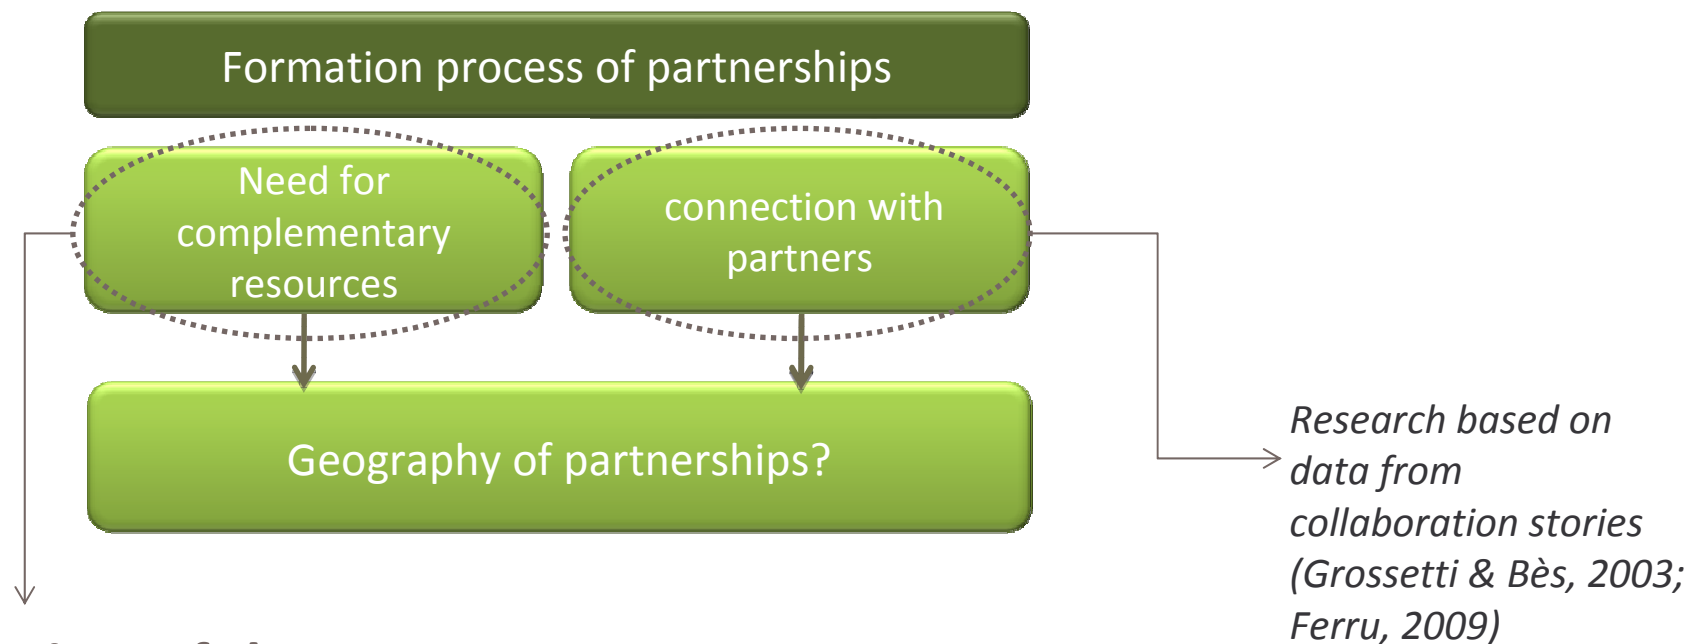 Formation process of partnerships
Need for
complementary
resources
connection with
partners
Geography of partnerships?
Research based on
data from
collaboration stories
(Grossetti & Bès, 2003;
Ferru, 2009)